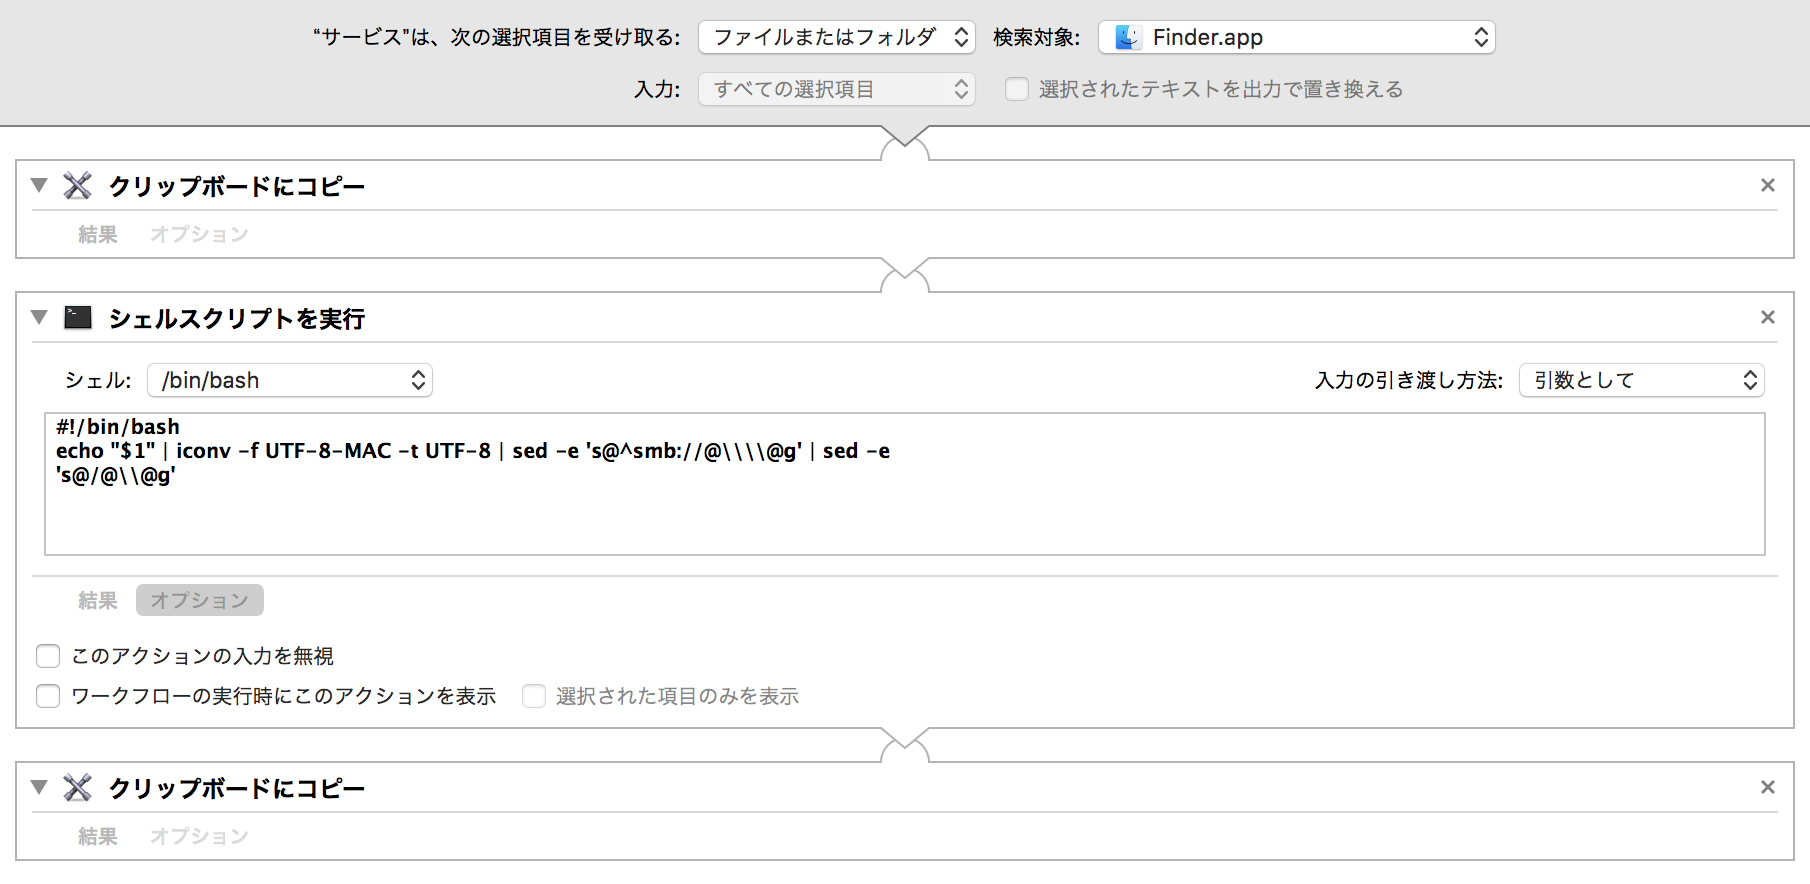 “サービス”は、次の選択項目を受け取る: ファイルまたはフォルダ 検索対象: Finder.app
入力: すべての選択項目 選択されたテキストを出力で置き換える
クリップボードにコピー
結果 オプション
シェルスクリプトを実行
シェル: /bin/bash 入力の引き渡し方法: 引数として
#!/bin/bash
echo "$1" | iconv -f UTF-8-MAC -t UTF-8 | sed -e 's@^smb://@\\\\@g' | sed -e
's@/@\\@g'
結果 オプション
このアクションの入力を無視
ワークフローの実行時にこのアクションを表示 選択された項目のみを表示
クリップボードにコピー
結果 オプション